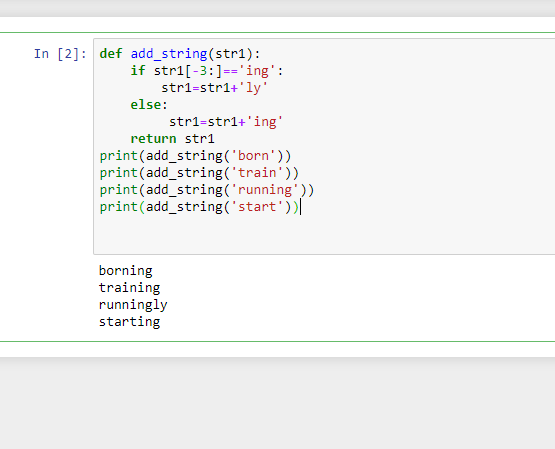 In [2]: def add_string(str1):
    if str1[-3:]=='ing':
        str1=str1+'ly'
    else:
         str1=str1+'ing'
    return str1
print(add_string('born'))
print(add_string('train'))
print(add_string('running'))
print(add_string('start'))
borning
training
runningly
starting